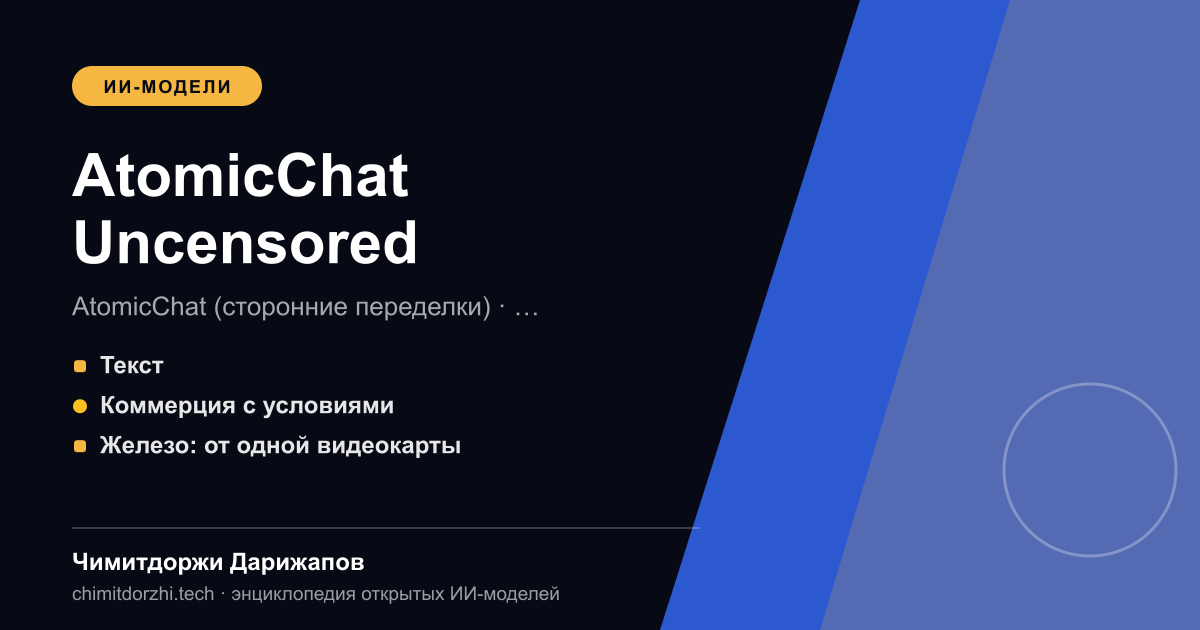 ИИ-МОДЕЛИ
AtomicChat
Uncensored
AtomicChat (сторонние переделки) · …
Текст
Коммерция с условиями
Железо: от одной видеокарты
Чимитдоржи Дарижапов
chimitdorzhi.tech · энциклопедия открытых ИИ-моделей